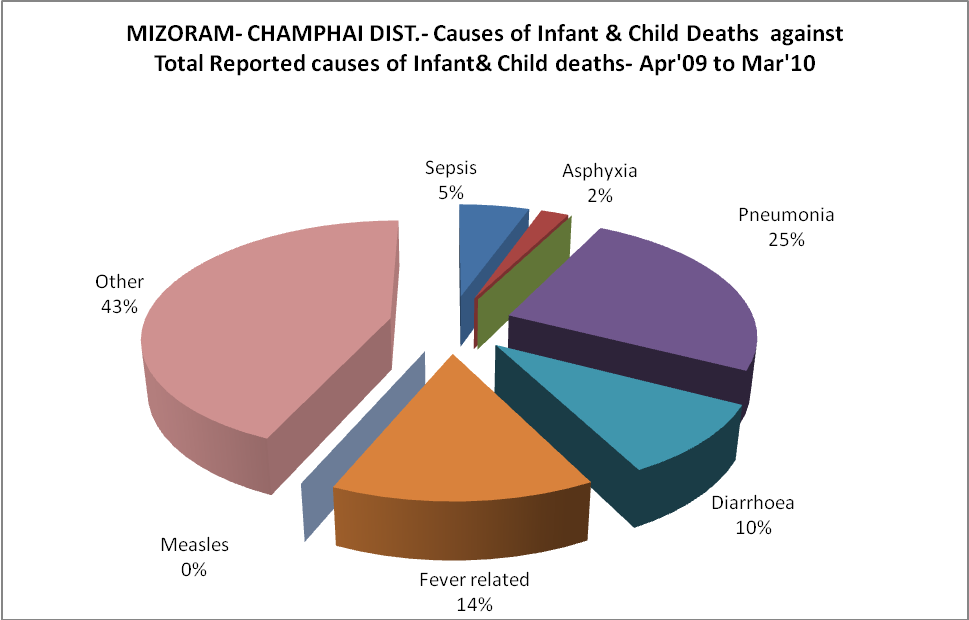 MIZORAM- CHAMPHAI DIST.- Causes of Infant & Child Deaths against
Total Reported causes of Infant& Child deaths- Apr'09 to Mar'10
Sepsis
5%
Asphyxia
2%
Pneumonia
25%
Other
43%
Diarrhoea
10%
Measles
0%
Fever related
14%